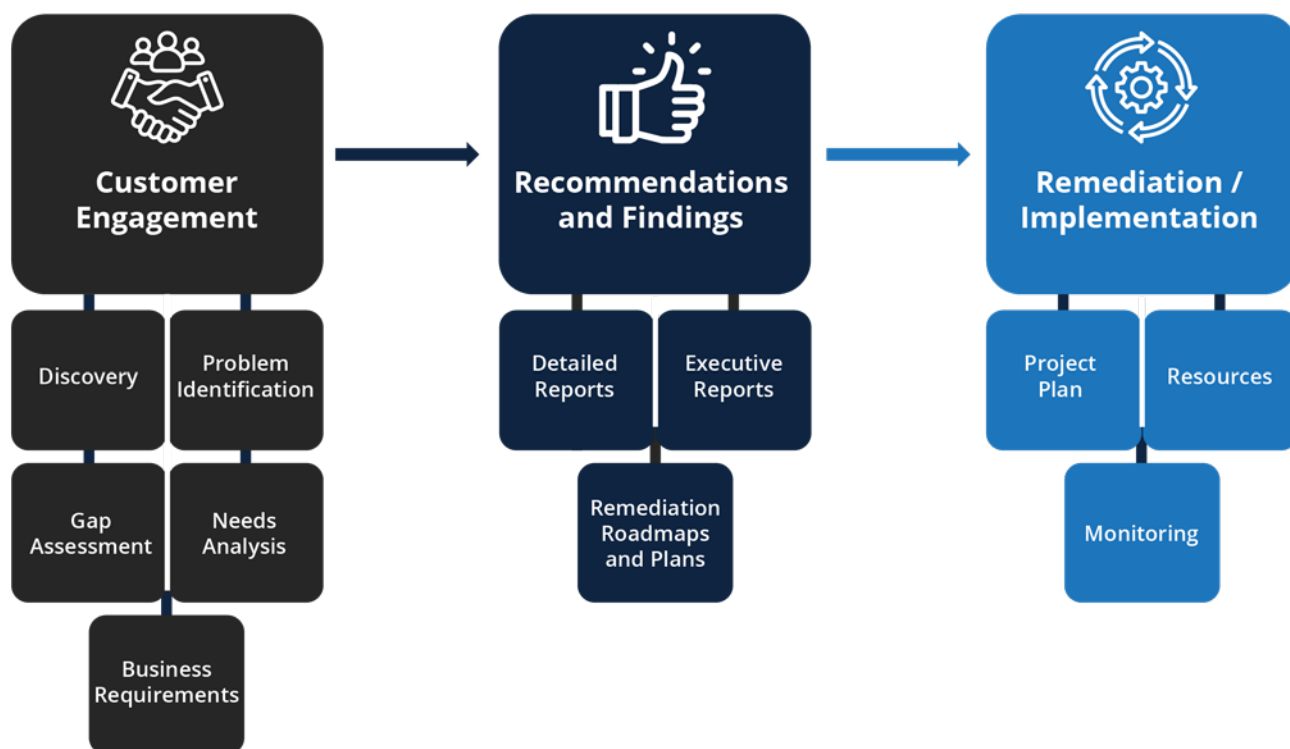 Customer
Engagement
Recommendations
and Findings
Remediation /
Implementation
Discovery
Problem
Identification
Gap
Assessment
Needs
Analysis
Business
Requirements
Detailed
Reports
Executive
Reports
Remediation
Roadmaps
and Plans
Project
Plan
Resources
Monitoring